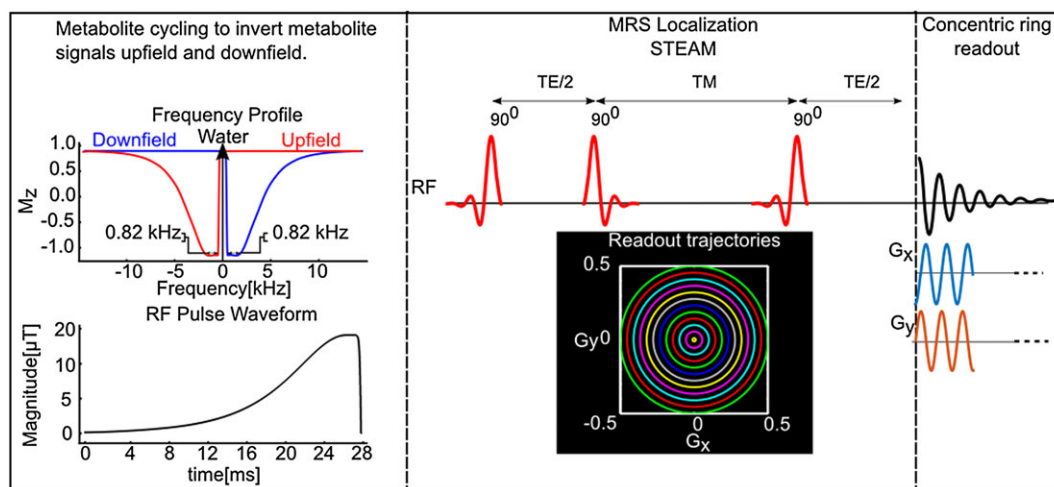 Metabolite cycling to invert metabolite
signals upfield and downfield.
Frequency Profile
Downfield
Water
Upfield
1.0
0.5
0.0
-0.5
-1.0
Mz
0.82 kHz
0.82 kHz
-10
-5
0
5
10
Frequency[kHz]
RF Pulse Waveform
20
10
5
0
Magnitude[µT]
0
4
8
12
16
20
24
28
time[ms]
MRS Localization
STEAM
TE/2
TM
TE/2
90⁰
90⁰
90⁰
RF
Readout trajectories
0.5
Gy
0
-0.5
0
0.5
Gx
Concentric ring
readout
Gx
Gy